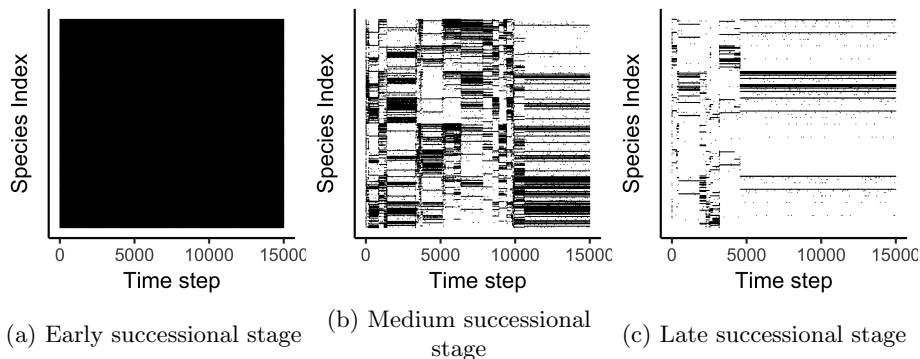 Species Index
0
5000
10000
15000
Time step
(a) Early successional stage
Species Index
0
5000
10000
15000
Time step
(b) Medium successional
stage
Species Index
0
5000
10000
15000
Time step
(c) Late successional stage